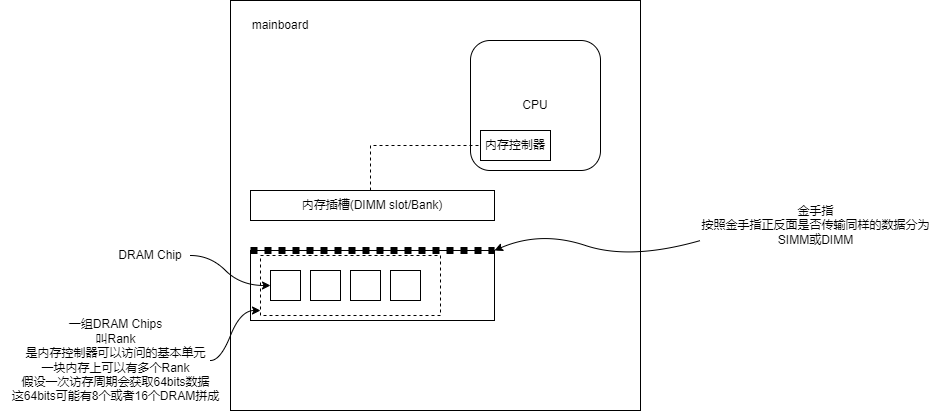 mainboard
CPU
内存控制器
内存插槽(DIMM slot/Bank)
金手指
按照金手指正反面是否传输同样的数据分为
SIMM或DIMM
DRAM Chip
一组DRAM Chips
叫Rank
是内存控制器可以访问的基本单元
一块内存上可以有多个Rank
假设一次访存周期会获取64bits数据
这64bits可能有8个或者16个DRAM拼成